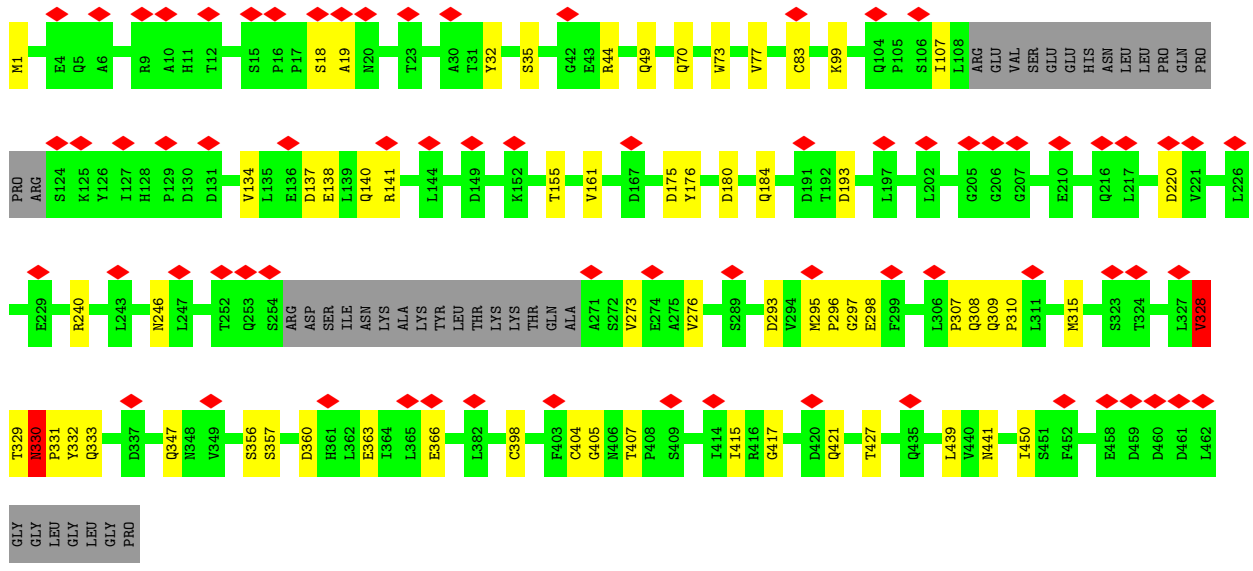 M1 E4 Q5 A6 R9 A10 H11 T12 S15 P16 P17 S18 A19 N20 T23 A30 T31 Y32 S35 G42 E43 R44 Q49 Q70 W73 V77 C83 K99 Q104 P105 S106 I107 L108 ARG GLU VAL SER GLU GLU HIS ASN LEU LEU PRO GLN PRO
PRO ARG S124 K125 Y126 I127 H128 P129 D130 D131 V134 L135 E136 D137 E138 L139 Q140 R141 L144 D149 K152 T155 V161 D167 D175 Y176 D180 Q184 D191 T192 D193 L197 L202 G205 G206 G207 E210 Q216 L217 D220 V221 L226
E229 R240 L243 N246 L247 T252 Q253 S254 ARG ASP SER ILE ASN LYS ALA LYS TYR LEU THR LYS LYS THR GLN ALA A271 S272 V273 E274 A275 V276 S289 D293 V294 M295 P296 G297 E298 F299 L306 P307 Q308 Q309 P310 L311 M315 S323 T324 L327 V328
T329 N330 P331 Y332 Q333 D337 Q347 N348 V349 S356 S357 D360 H361 L362 E363 I364 L365 E366 L382 C398 F403 C404 G405 N406 T407 P408 S409 I414 I415 R416 G417 D420 Q421 T427 Q435 L439 V440 N441 I450 S451 F452 E458 D459 D460 D461 L462
GLY GLY LEU GLY LEU GLY PRO